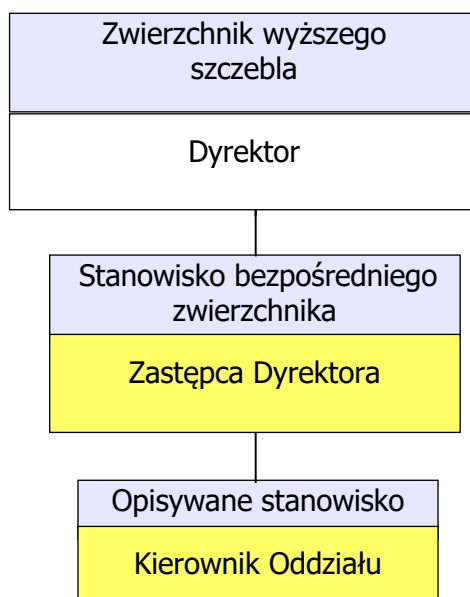 Zwierzchnik wyższego
szczebla
Dyrektor
Stanowisko bezpośredniego
zwierzchnika
Zastępca Dyrektora
Opisywane stanowisko
Kierownik Oddziału